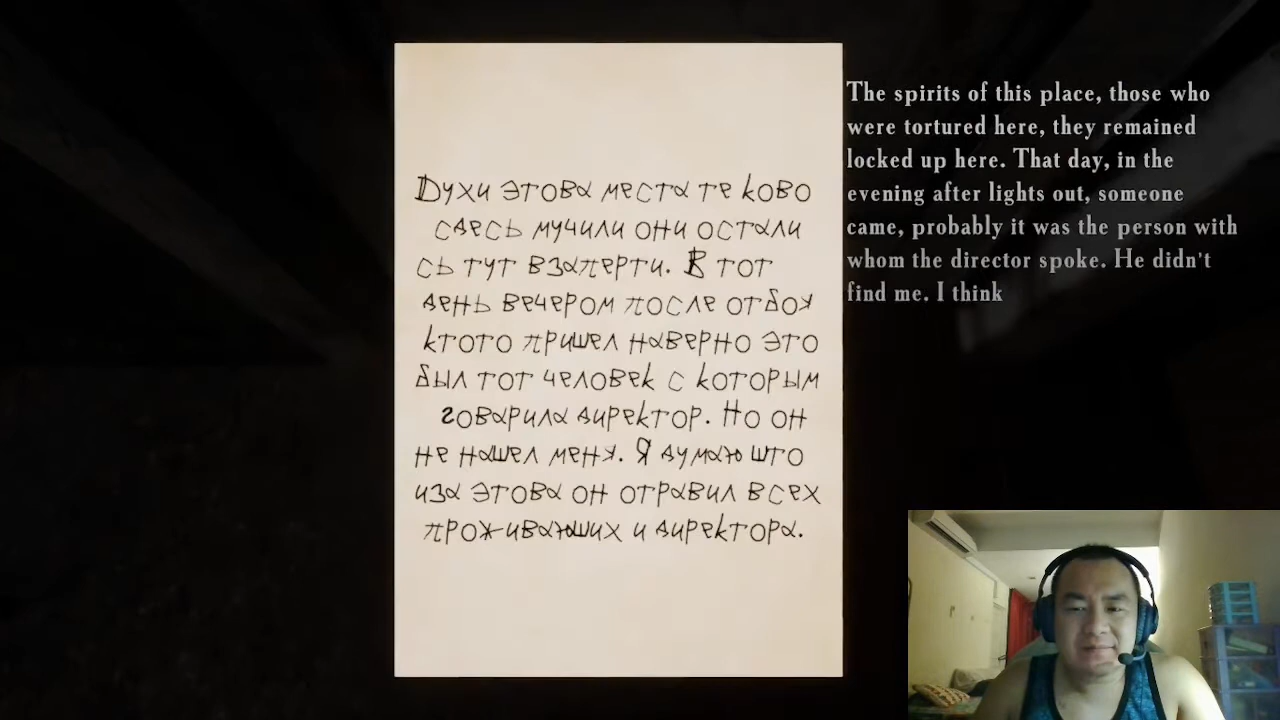 Духи этова места те ково
сдесь мучили они остали
сь тут взаперти. В тот
день вечером после отбоя
ктото пришел наверно это
был тот человек с которым
говарила директор. Но он
не нашел меня. Я думаю што
иза этова он отравил всех
проживаюших и директора.
The spirits of this place, those who
were tortured here, they remained
locked up here. That day, in the
evening after lights out, someone
came, probably it was the person with
whom the director spoke. He didn't
find me. I think